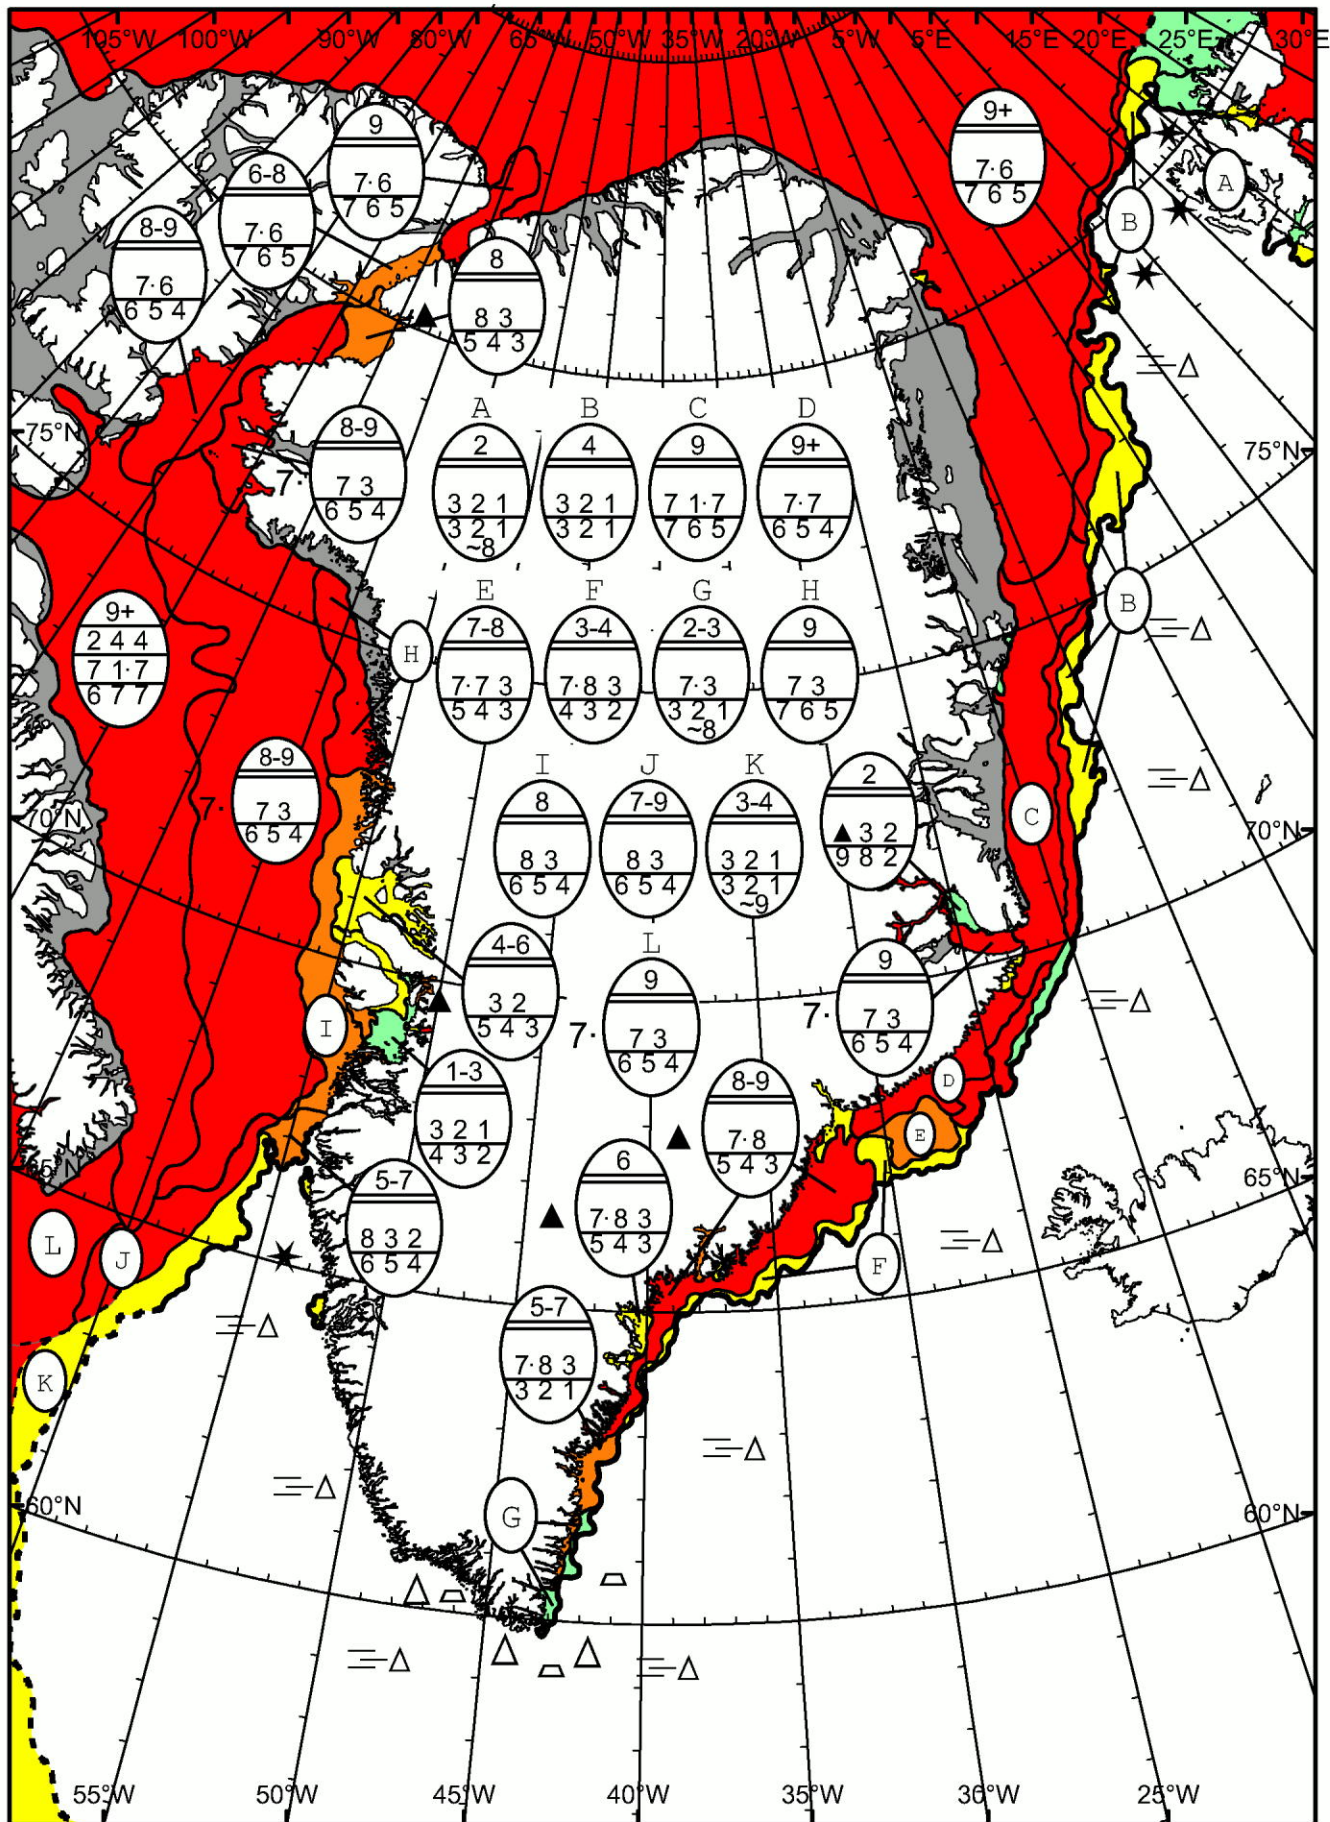 105°W 100°W 90°W 80°W 65°W 50°W 35°W 20°W 5°W 5°E 15°E 20°E 25°E 30°E
9
7·6
7 6 5
9+
7·6
7 6 5
6-8
7·6
7 6 5
A
B
8-9
7·6
6 5 4
8
8 3
5 4 3
75°N
75°N
8-9
7·
7 3
6 5 4
A B C D
2
3 2 1
3 2 1
~8
4
3 2 1
3 2 1
9
7 1·7
7 6 5
9+
7·7
6 5 4
E F G H
7-8
7·7 3
5 4 3
3-4
7·8 3
4 3 2
2-3
7·3
3 2 1
~8
9
7 3
7 6 5
B
9+
2 4 4
7 1·7
6 7 7
H
8-9
7·
7 3
6 5 4
I J K
8
8 3
6 5 4
7-9
8 3
6 5 4
3-4
3 2 1
3 2 1
~9
2
▲ 3 2
9 8 2
C
70°N
70°N
4-6
3 2
5 4 3
L
9
7·
7 3
6 5 4
9
7·
7 3
6 5 4
I
D
1-3
3 2 1
4 3 2
8-9
7·8
5 4 3
E
65°N
65°N
5-7
8 3 2
6 5 4
6
7·8 3
5 4 3
L
J
F
5-7
7·8 3
3 2 1
K
60°N
60°N
G
55°W 50°W 45°W 40°W 35°W 30°W 25°W